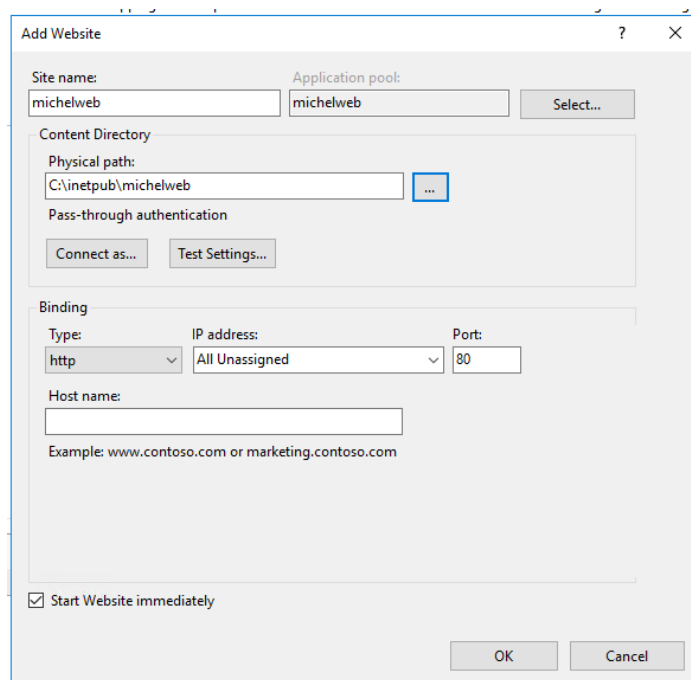 Add Website
?
Site name:
Application pool:
michelweb
michelweb
Select...
Content Directory
Physical path:
C:\inetpub\michelweb
...
Pass-through authentication
Connect as...
Test Settings...
Binding
Type:
IP address:
Port:
http
All Unassigned
80
Host name:
Example: www.contoso.com or marketing.contoso.com
Start Website immediately
OK
Cancel